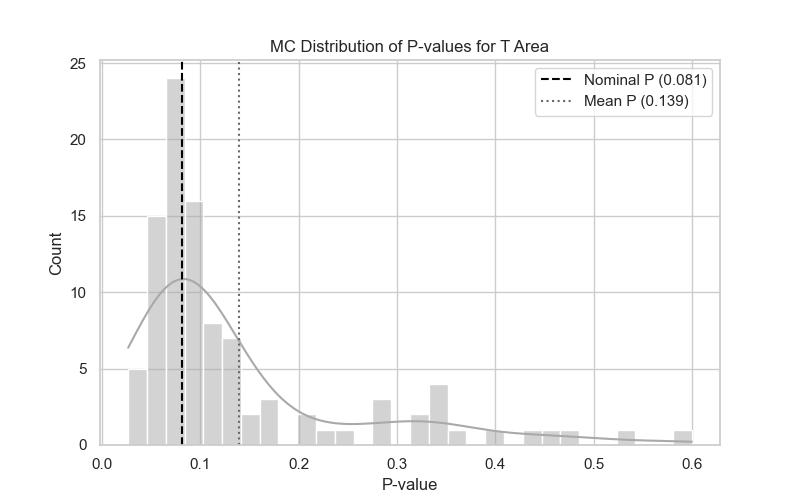 MC Distribution of P-values for T Area
Nominal P (0.081)
Mean P (0.139)
25
20
15
10
5
0
Count
0.0 0.1 0.2 0.3 0.4 0.5 0.6
P-value